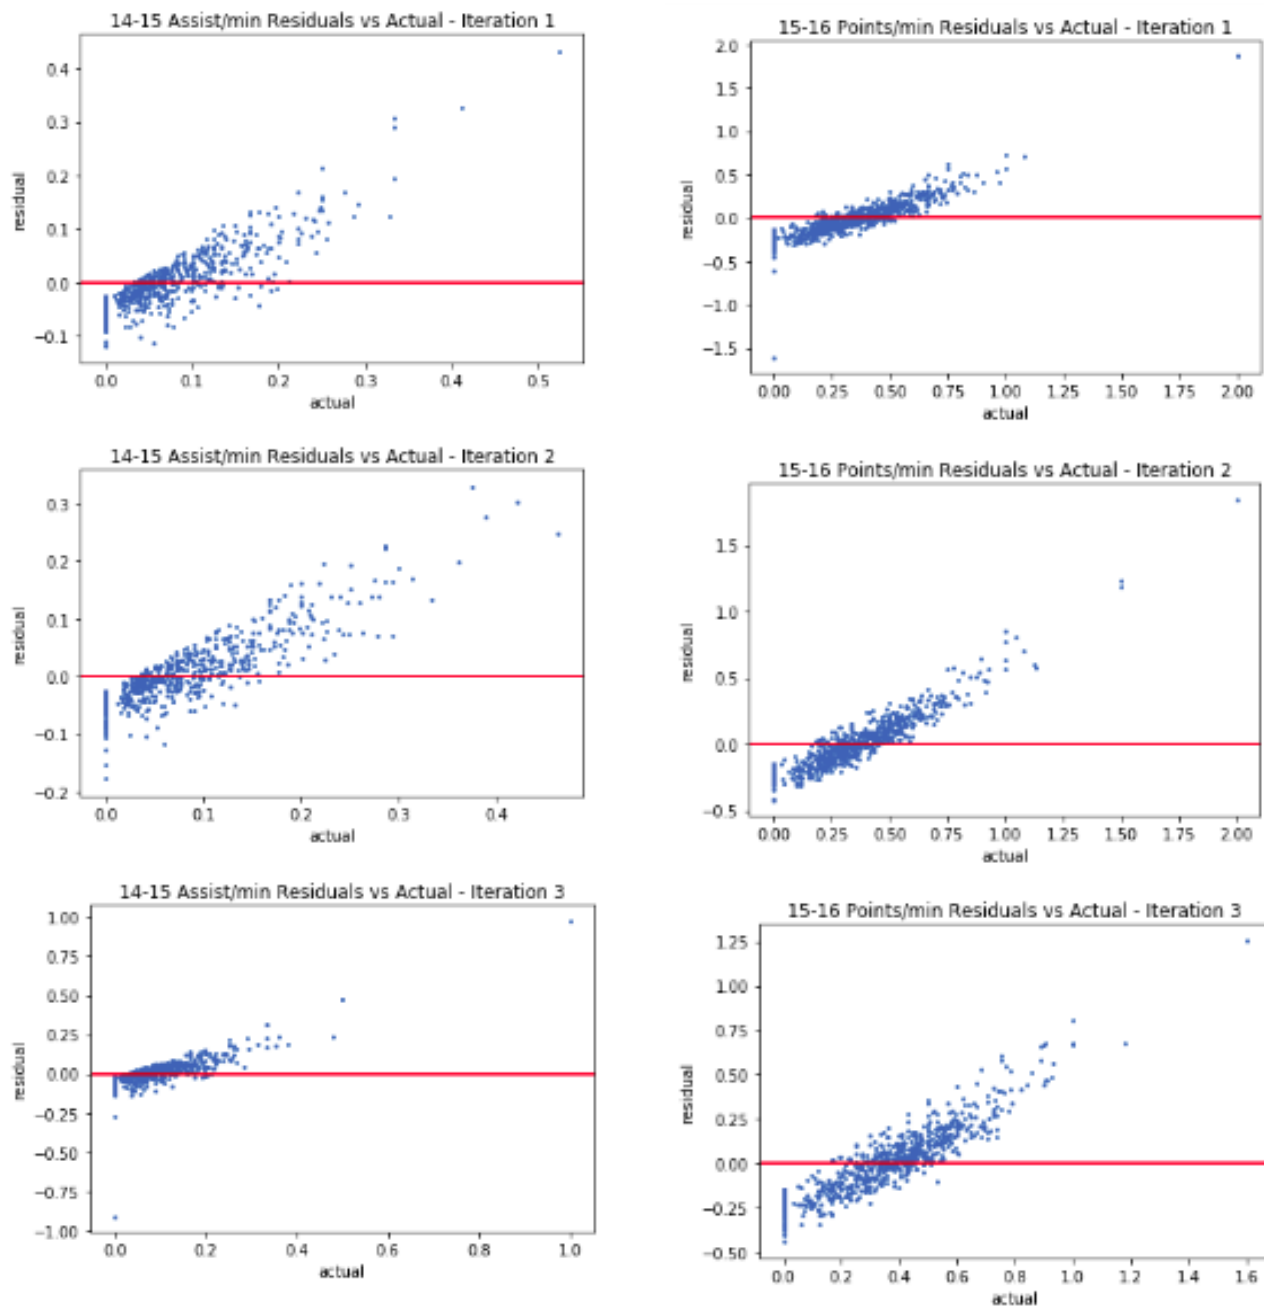 14-15 Assist/min Residuals vs Actual - Iteration 1
0.4
0.3
0.2
0.1
0.0
−0.1
residual
0.0 0.1 0.2 0.3 0.4 0.5
actual
15-16 Points/min Residuals vs Actual - Iteration 1
2.0
1.5
1.0
0.5
0.0
−0.5
−1.0
−1.5
residual
0.00 0.25 0.50 0.75 1.00 1.25 1.50 1.75 2.00
actual
14-15 Assist/min Residuals vs Actual - Iteration 2
0.3
0.2
0.1
0.0
−0.1
−0.2
residual
0.0 0.1 0.2 0.3 0.4
actual
15-16 Points/min Residuals vs Actual - Iteration 2
1.5
1.0
0.5
0.0
−0.5
residual
0.00 0.25 0.50 0.75 1.00 1.25 1.50 1.75 2.00
actual
14-15 Assist/min Residuals vs Actual - Iteration 3
1.00
0.75
0.50
0.25
0.00
−0.25
−0.50
−0.75
−1.00
residual
0.0 0.2 0.4 0.6 0.8 1.0
actual
15-16 Points/min Residuals vs Actual - Iteration 3
1.25
1.00
0.75
0.50
0.25
0.00
−0.25
−0.50
residual
0.0 0.2 0.4 0.6 0.8 1.0 1.2 1.4 1.6
actual